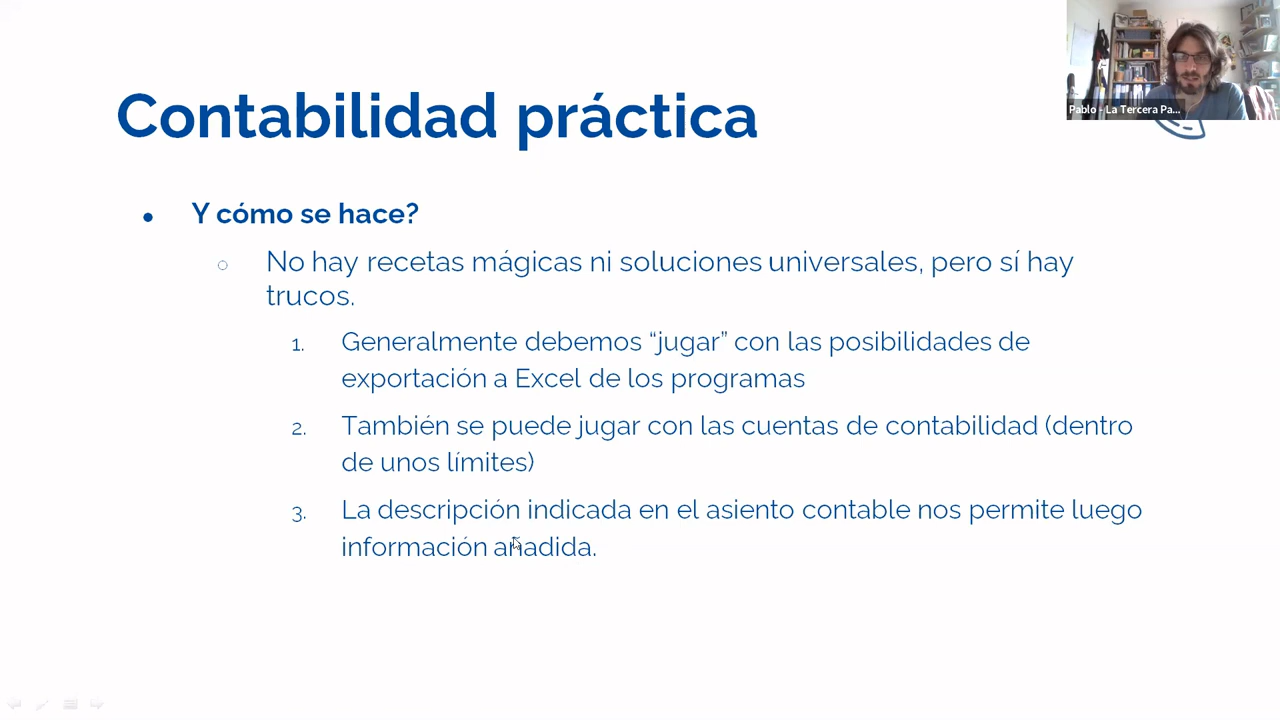 Pablo - La Tercera Pa...
Contabilidad práctica
● Y cómo se hace?
○ No hay recetas mágicas ni soluciones universales, pero sí hay
trucos.
1. Generalmente debemos “jugar” con las posibilidades de
exportación a Excel de los programas
2. También se puede jugar con las cuentas de contabilidad (dentro
de unos límites)
3. La descripción indicada en el asiento contable nos permite luego
información añadida.